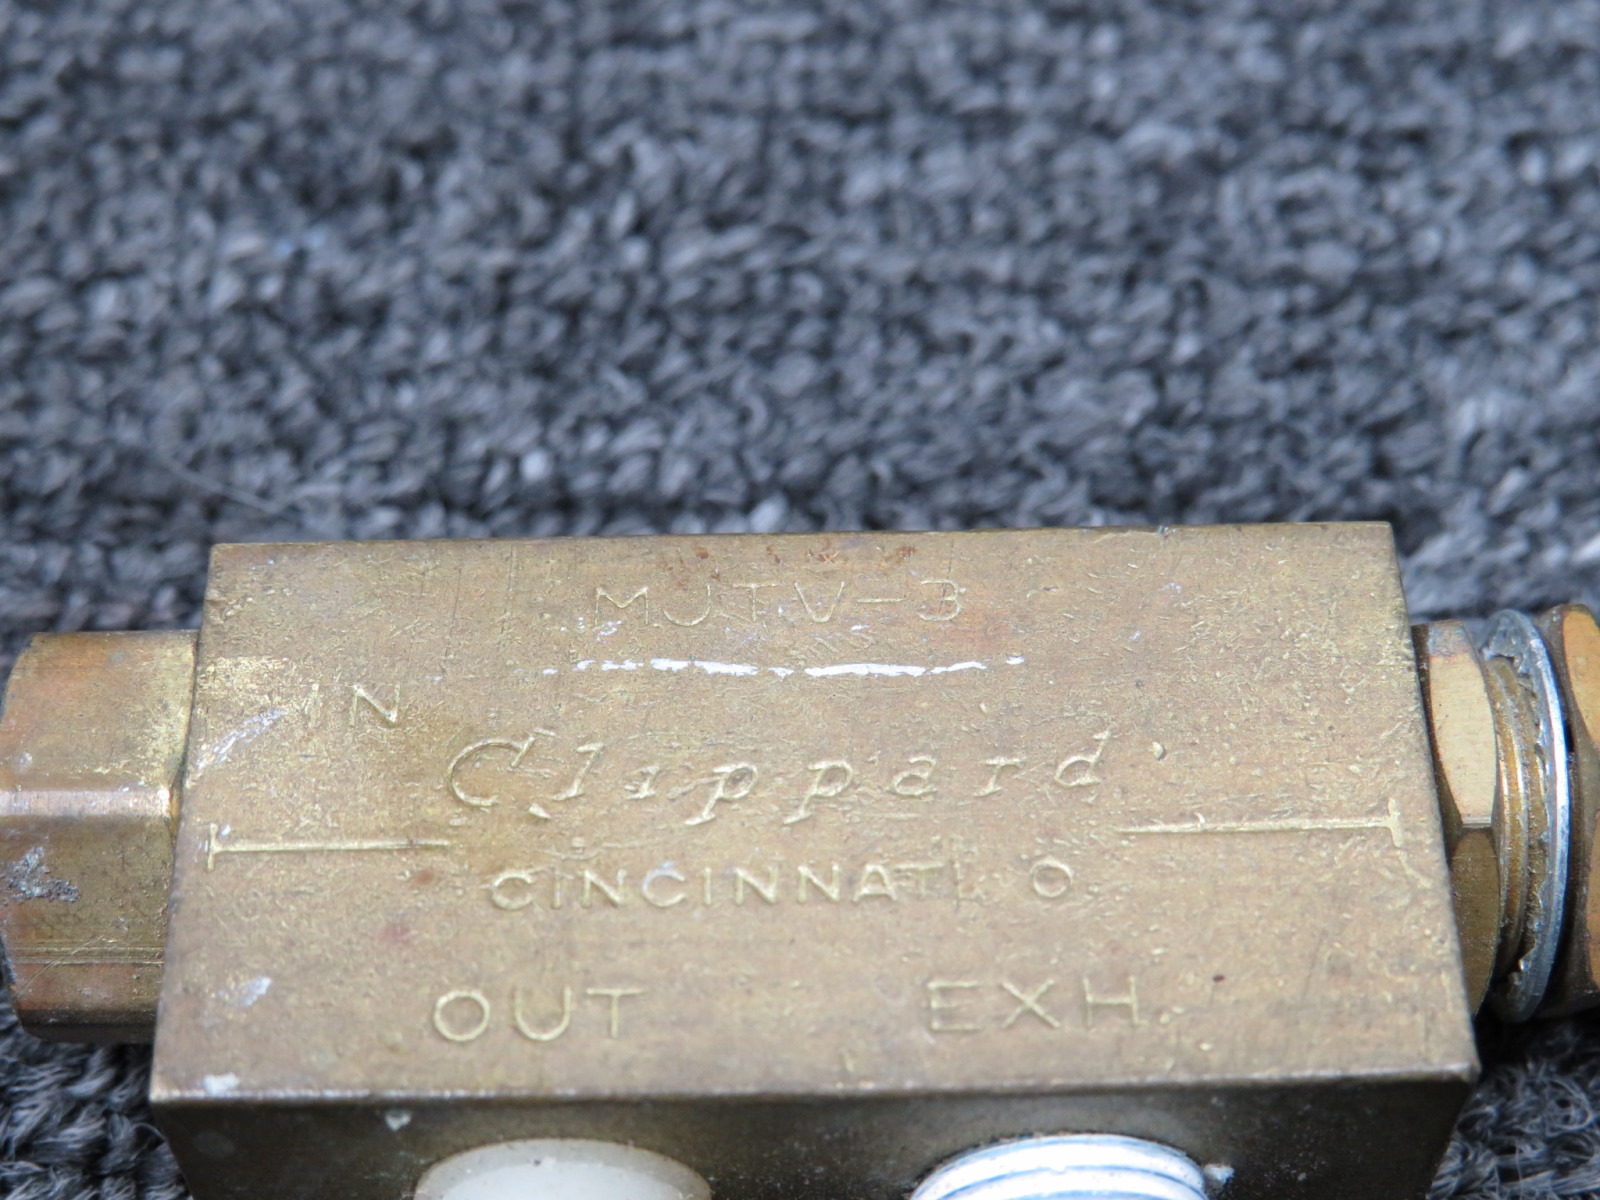 MJTV-3
IN
Clippard
CINCINNATI O.
OUT EXH.